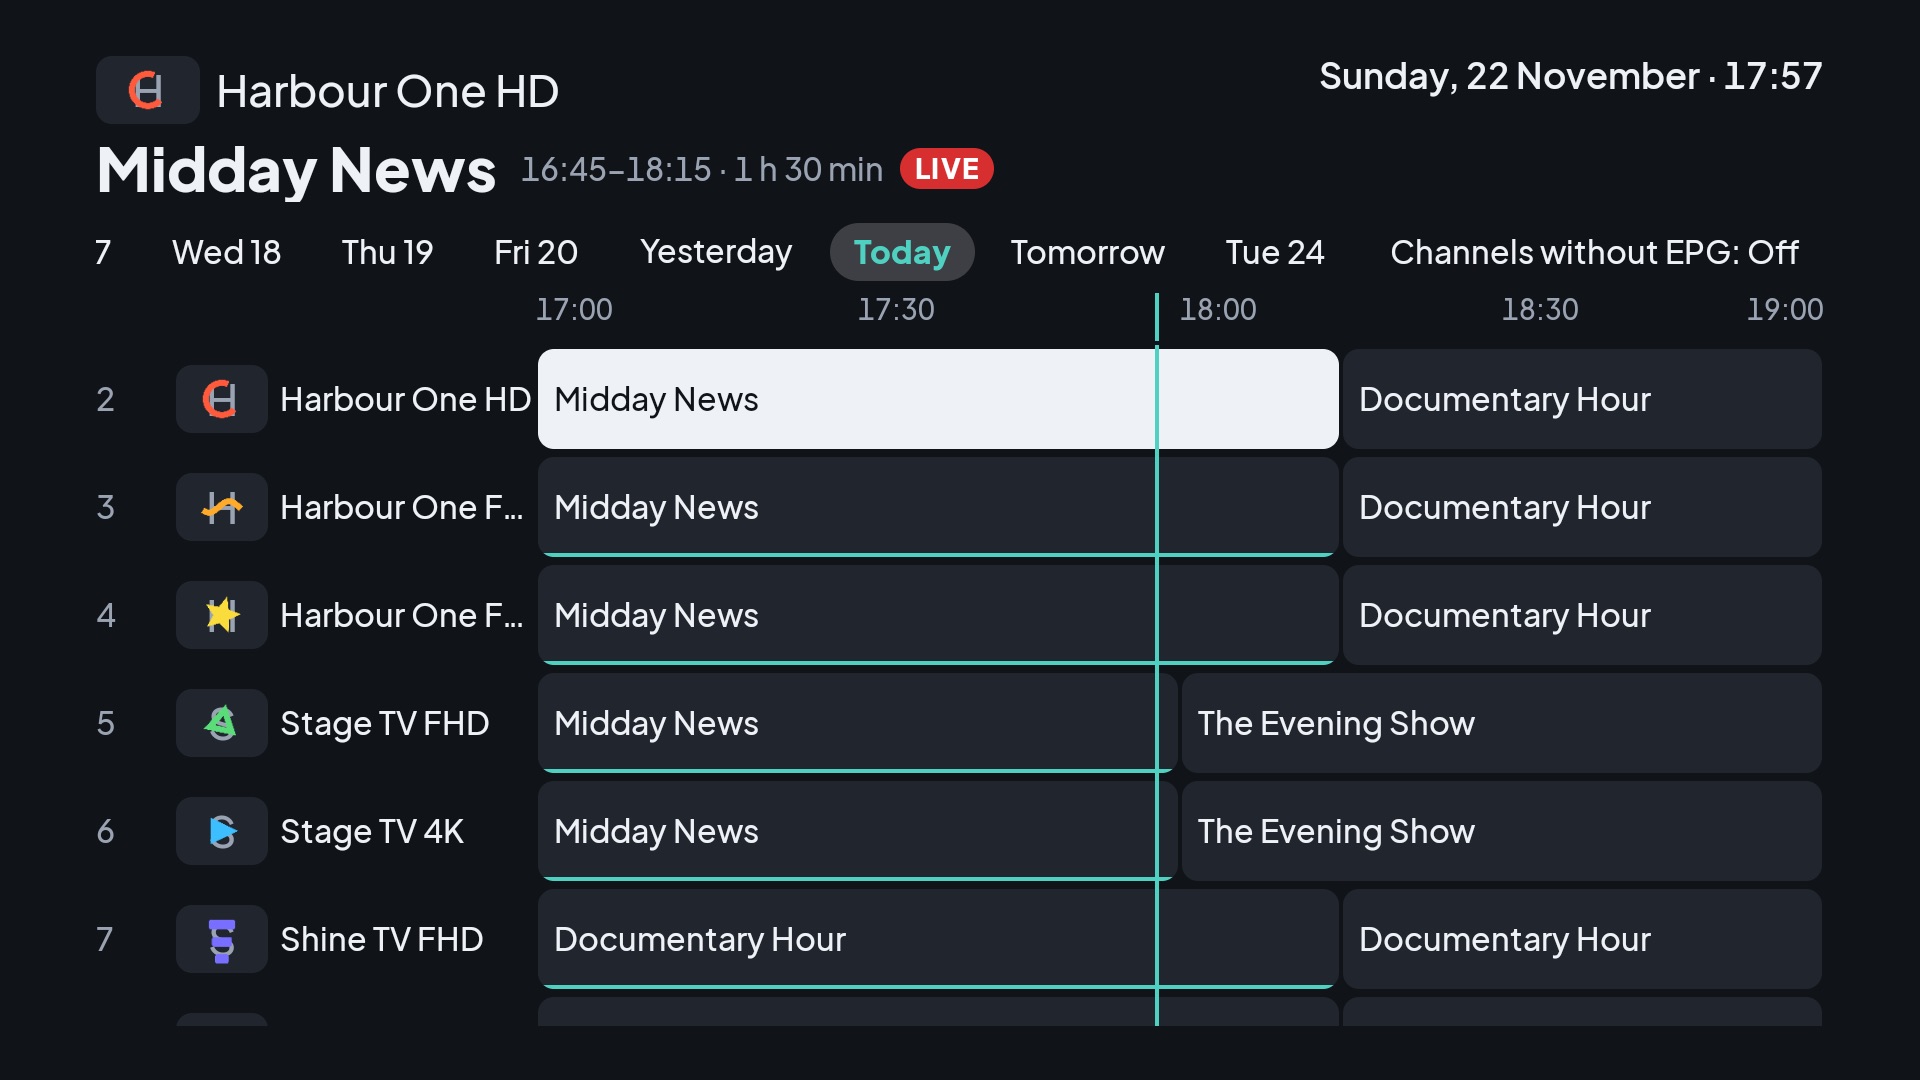 Harbour One HD
Sunday, 22 November · 17:57
Midday News 16:45–18:15 · 1 h 30 min LIVE
7 Wed 18 Thu 19 Fri 20 Yesterday Today Tomorrow Tue 24 Channels without EPG: Off
17:00 17:30 18:00 18:30 19:00
2 Harbour One HD Midday News Documentary Hour
3 Harbour One F... Midday News Documentary Hour
4 Harbour One F... Midday News Documentary Hour
5 Stage TV FHD Midday News The Evening Show
6 Stage TV 4K Midday News The Evening Show
7 Shine TV FHD Documentary Hour Documentary Hour